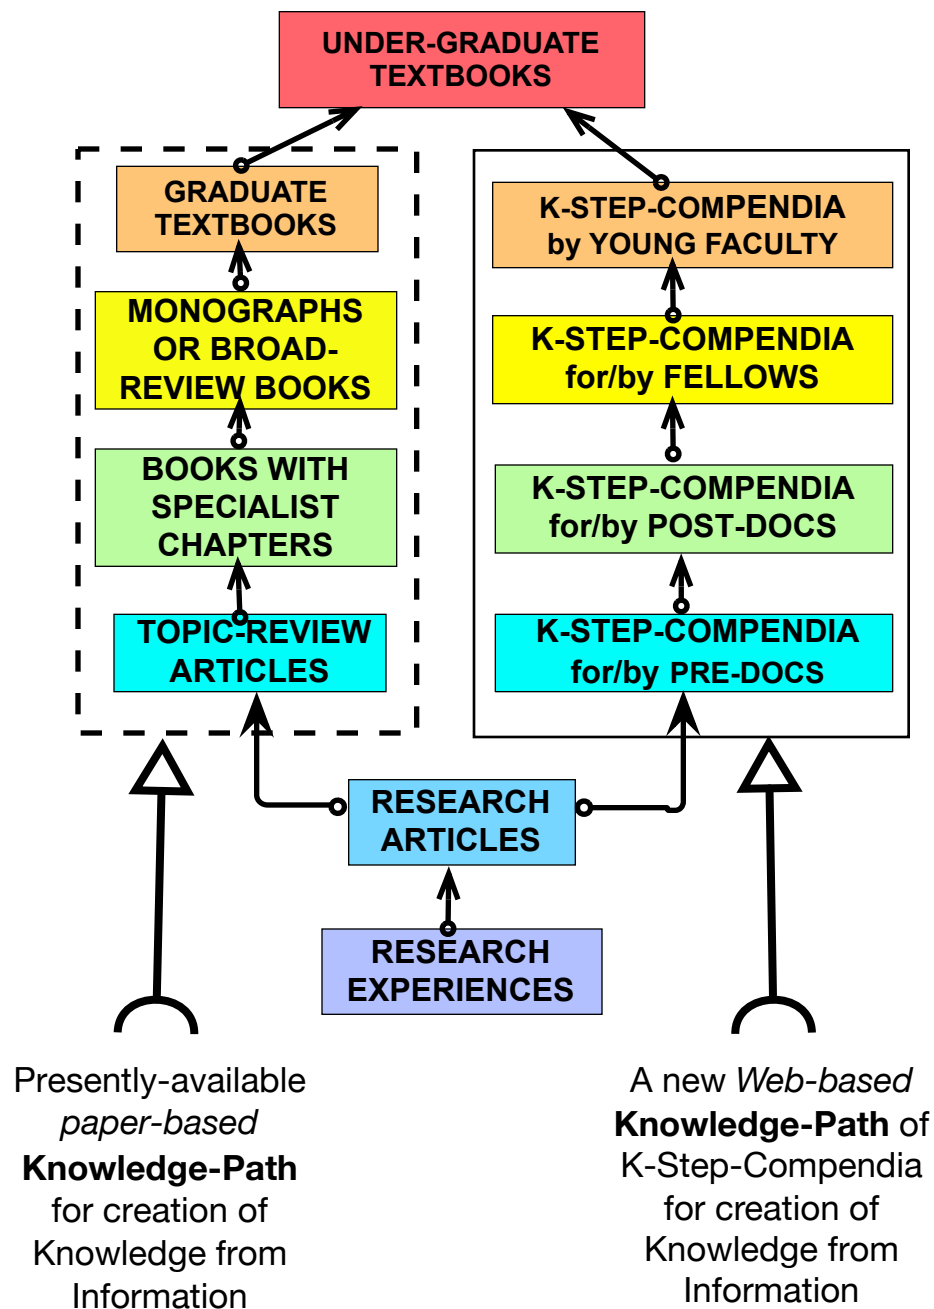 UNDER-GRADUATE
TEXTBOOKS
GRADUATE
TEXTBOOKS
MONOGRAPHS
OR BROAD-
REVIEW BOOKS
BOOKS WITH
SPECIALIST
CHAPTERS
TOPIC-REVIEW
ARTICLES
K-STEP-COMPENDIA
by YOUNG FACULTY
K-STEP-COMPENDIA
for/by FELLOWS
K-STEP-COMPENDIA
for/by POST-DOCS
K-STEP-COMPENDIA
for/by PRE-DOCS
RESEARCH
ARTICLES
RESEARCH
EXPERIENCES
Presently-available
paper-based
Knowledge-Path
for creation of
Knowledge from
Information
A new Web-based
Knowledge-Path of
K-Step-Compendia
for creation of
Knowledge from
Information